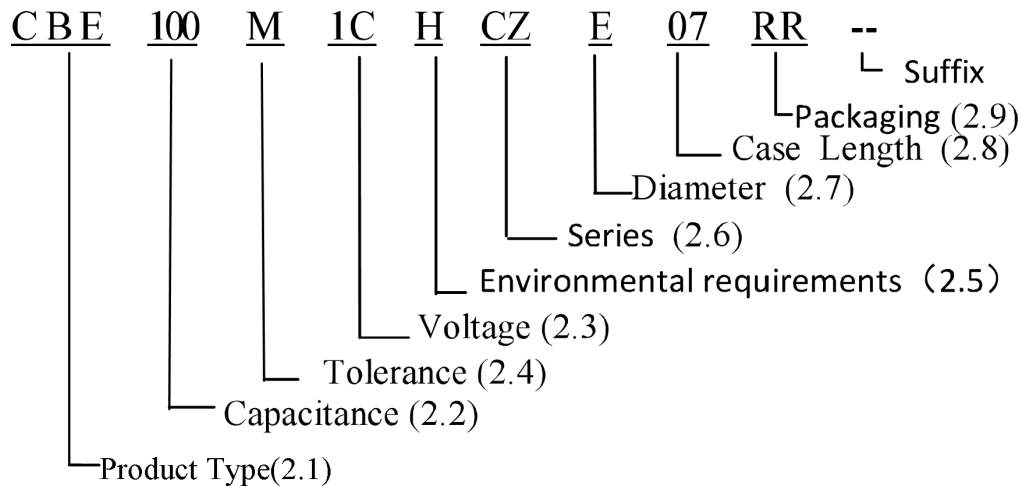 CBE 100 M 1C H CZ E 07 RR --
Suffix
Packaging (2.9)
Case Length (2.8)
Diameter (2.7)
Series (2.6)
Environmental requirements（2.5）
Voltage (2.3)
Tolerance (2.4)
Capacitance (2.2)
Product Type(2.1)